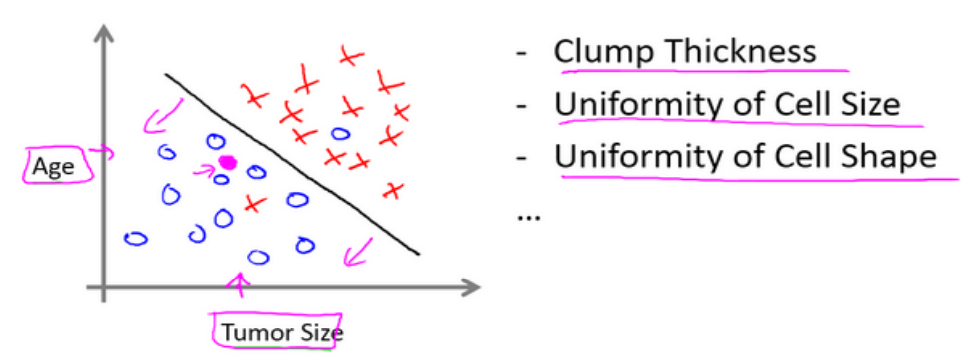 - Clump Thickness
- Uniformity of Cell Size
- Uniformity of Cell Shape
...
Age
Tumor Size